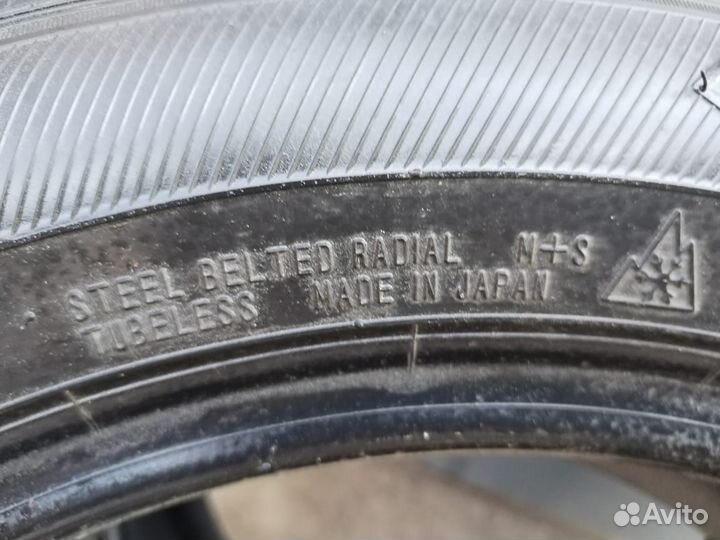 STEEL BELTED RADIAL M+S
TUBELESS MADE IN JAPAN
Avito